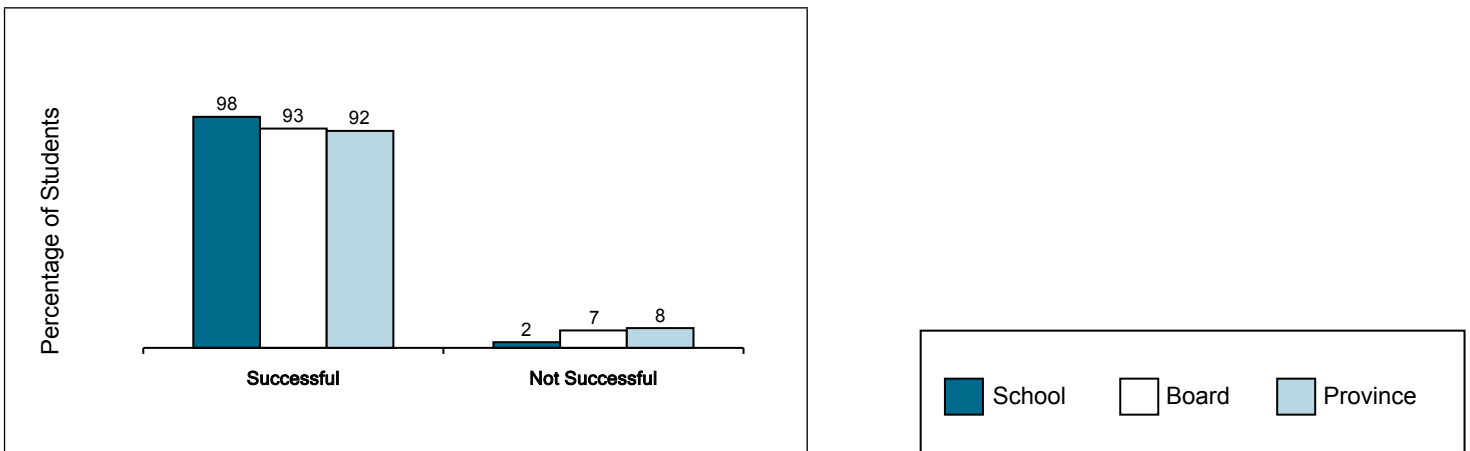 Percentage of Students
98
93
92
2
7
8
Successful
Not Successful
School
Board
Province